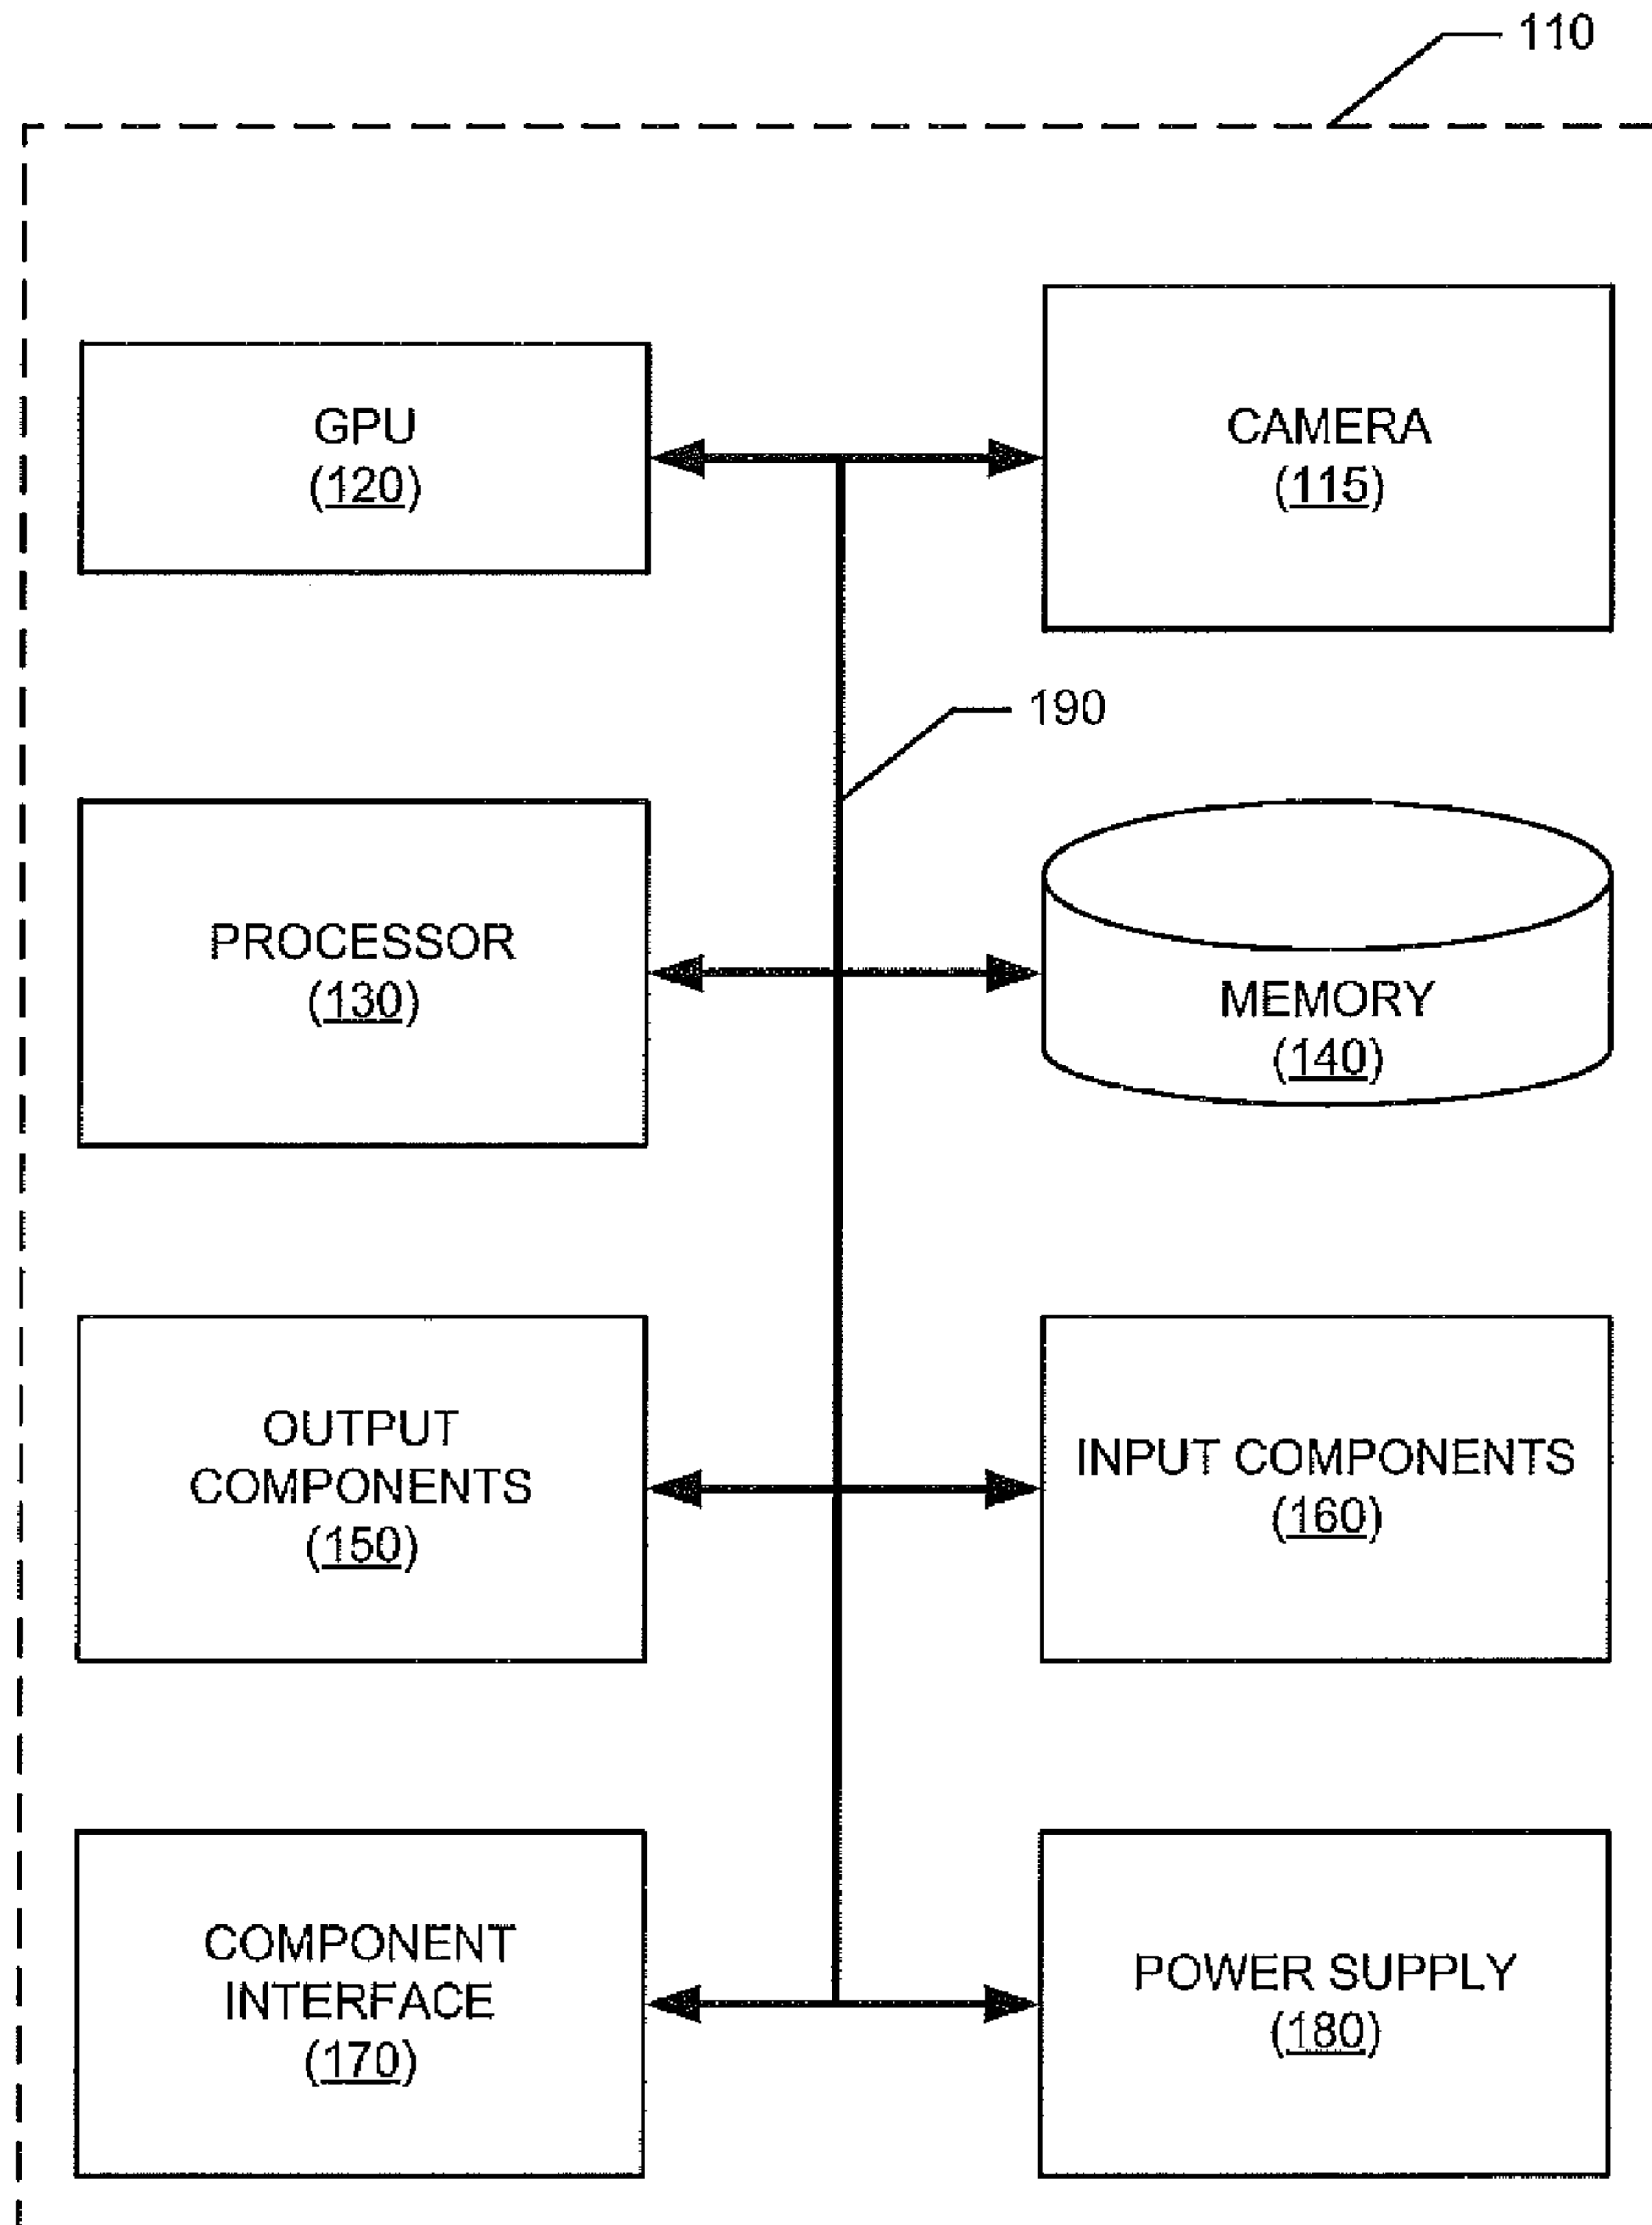 110
GPU
(120)
CAMERA
(115)
190
PROCESSOR
(130)
MEMORY
(140)
OUTPUT
COMPONENTS
(150)
INPUT COMPONENTS
(160)
COMPONENT
INTERFACE
(170)
POWER SUPPLY
(180)